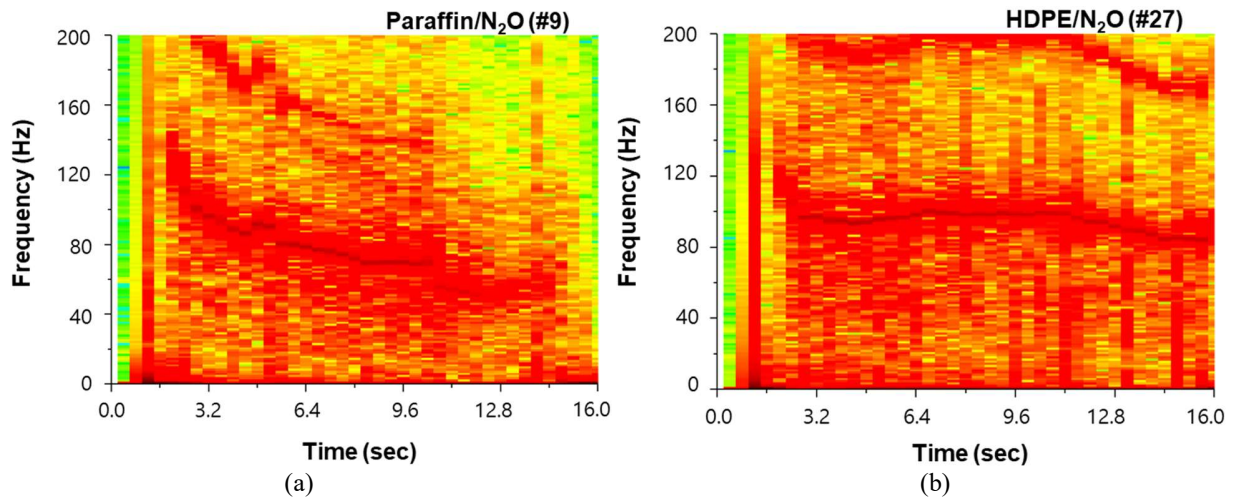 Paraffin/N₂O (#9)
200
160
120
80
40
0
Frequency (Hz)
0.0 3.2 6.4 9.6 12.8 16.0
Time (sec)
(a)
HDPE/N₂O (#27)
200
160
120
80
40
0
Frequency (Hz)
0.0 3.2 6.4 9.6 12.8 16.0
Time (sec)
(b)